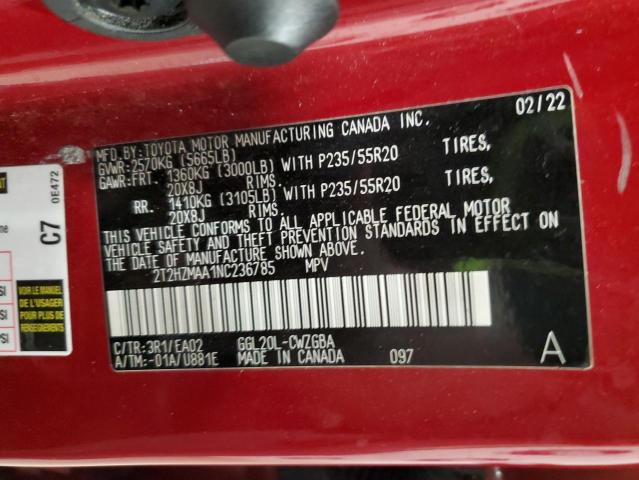 02/22
MFD. BY: TOYOTA MOTOR MANUFACTURING CANADA INC.
GVWR: 2570KG (5665LB)
GAWR: FRT. 1360KG (3000LB) WITH P235/55R20 TIRES,
20X8J RIMS.
RR. 1410KG (3105LB) WITH P235/55R20 TIRES,
20X8J RIMS.
THIS VEHICLE CONFORMS TO ALL APPLICABLE FEDERAL MOTOR
VEHICLE SAFETY AND THEFT PREVENTION STANDARDS IN EFFECT ON
THE DATE OF MANUFACTURE SHOWN ABOVE.
2T2HZMAA1NC236785 MPV
C/TR: 3R1/EA02 GGL20L-CWZGBA
A/TM: -01A/U881E MADE IN CANADA 097 A
0E472
C7
VOIR LE MANUEL
DE L'USAGER
POUR PLUS DE
RENSEIGNEMENTS